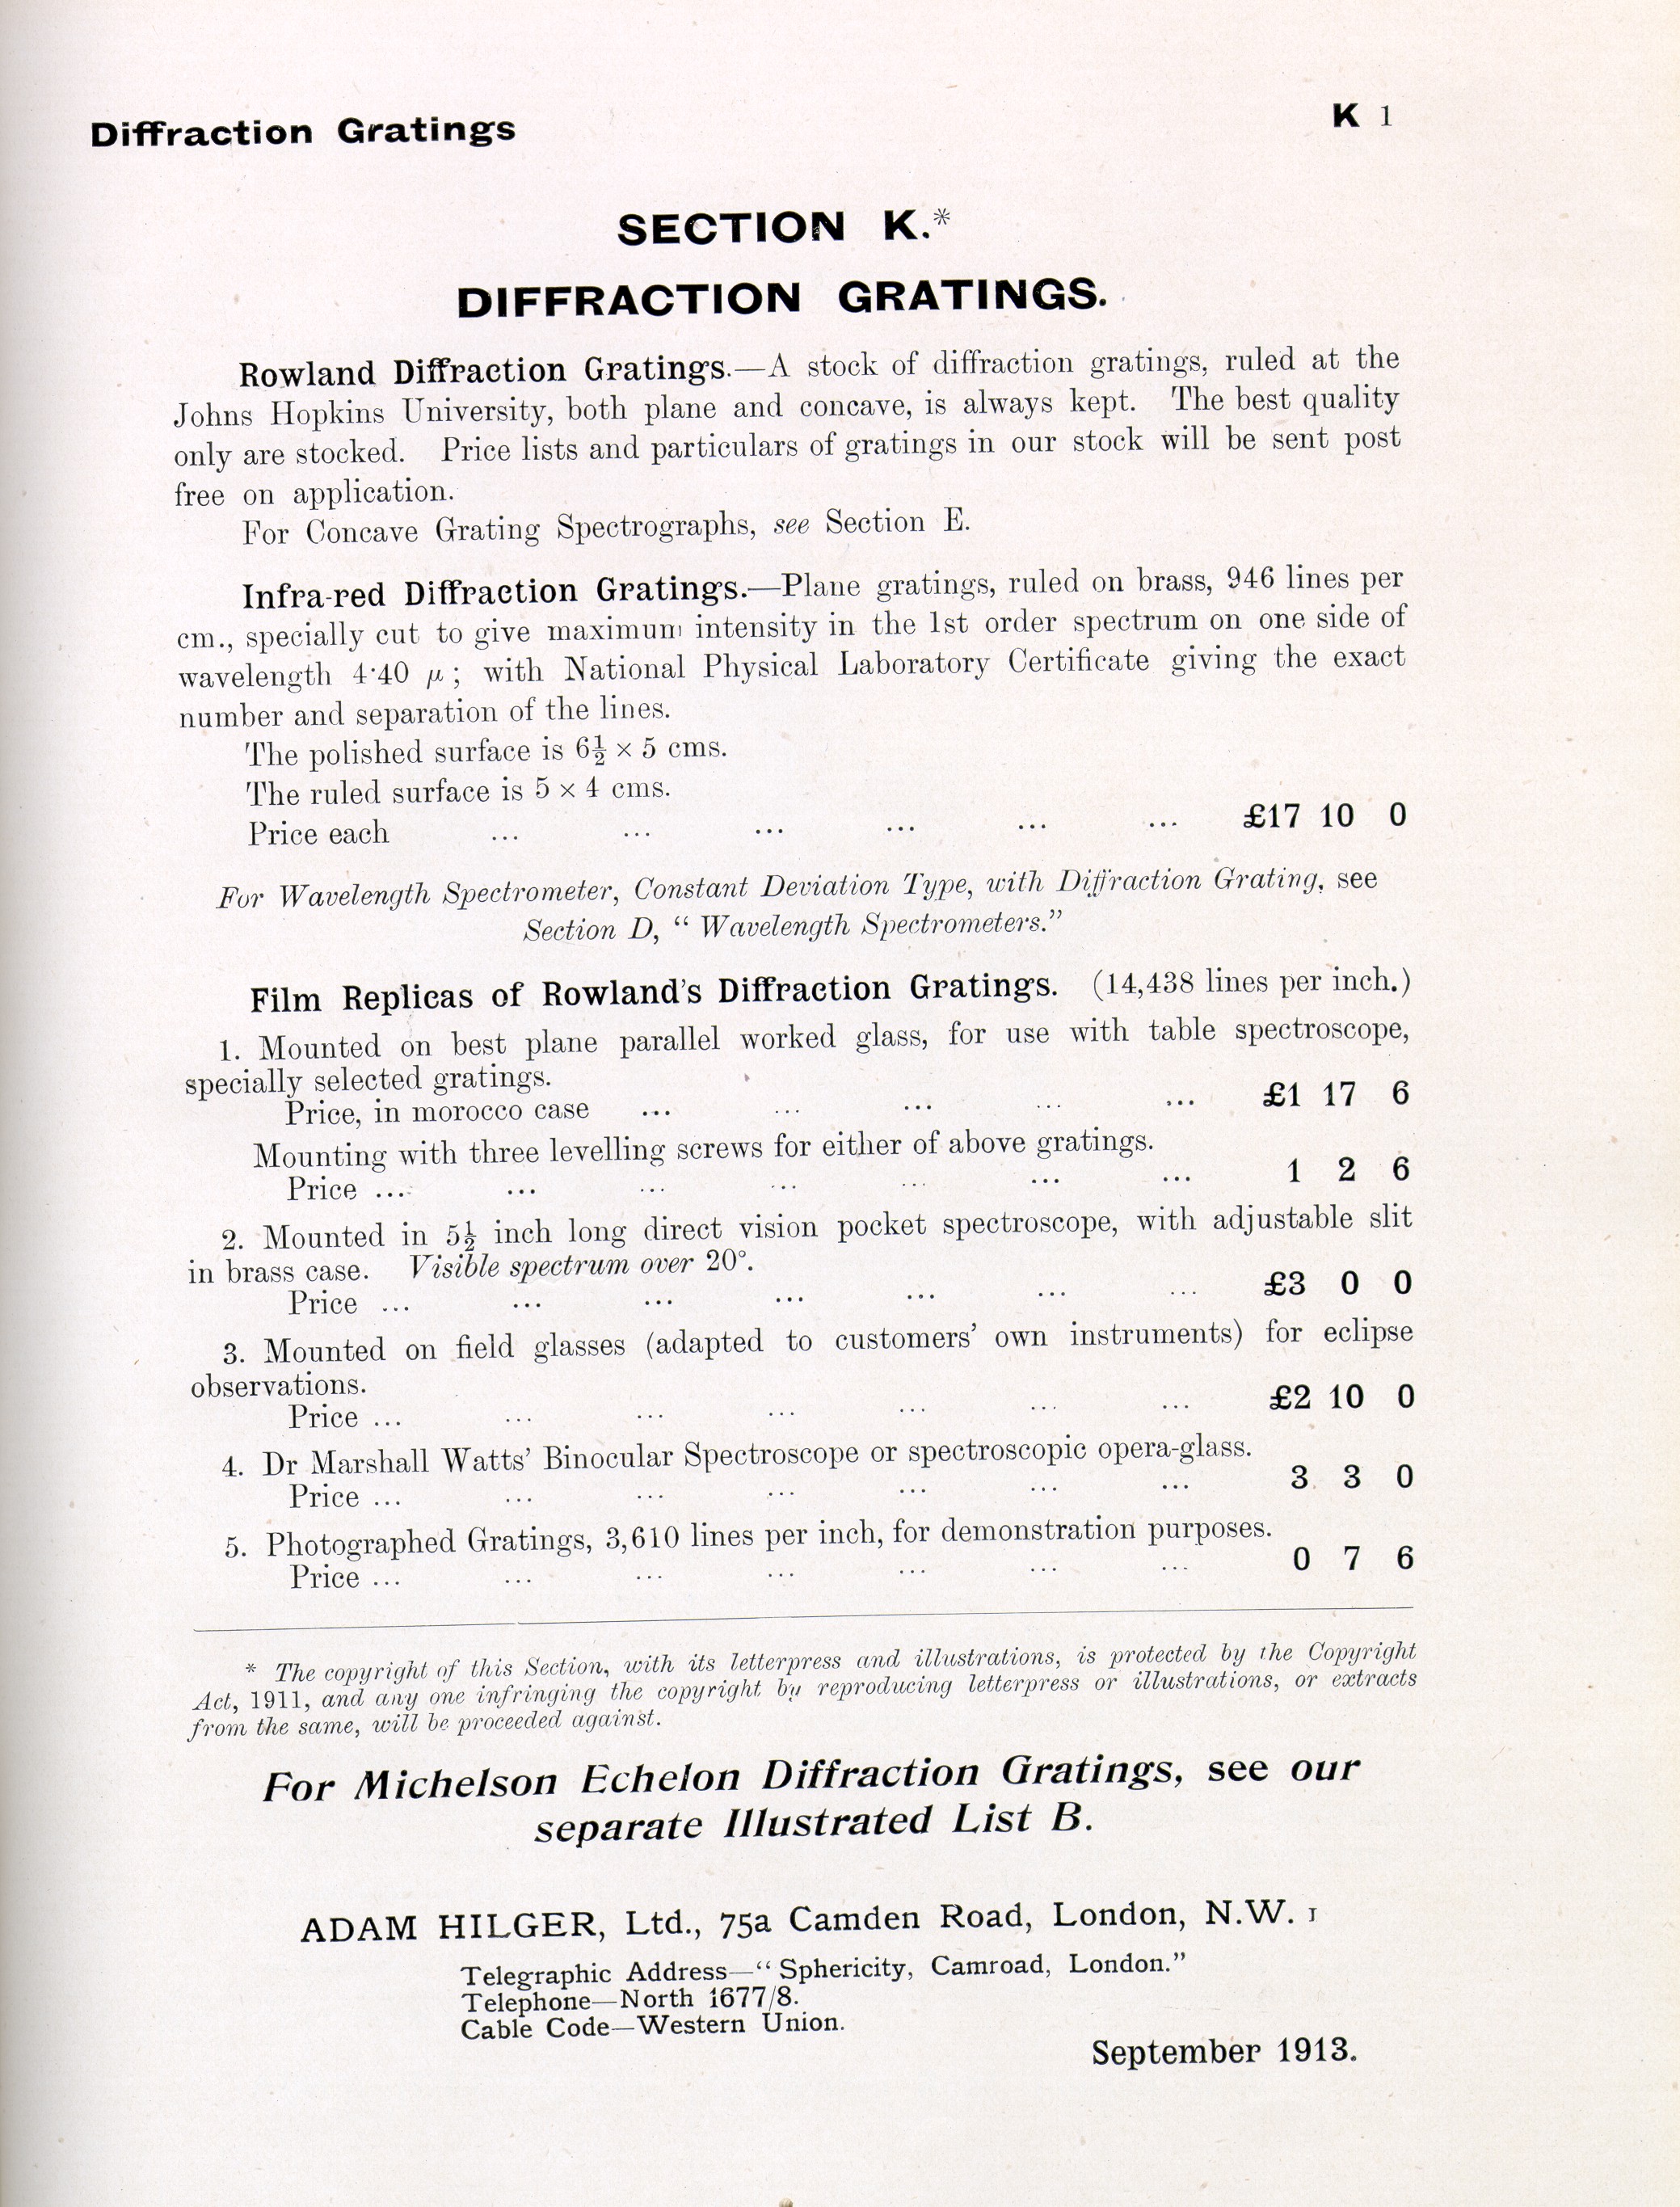 Diffraction Gratings
K 1
SECTION K.*
DIFFRACTION GRATINGS.
Rowland Diffraction Gratings.—A stock of diffraction gratings, ruled at the
Johns Hopkins University, both plane and concave, is always kept. The best quality
only are stocked. Price lists and particulars of gratings in our stock will be sent post
free on application.
For Concave Grating Spectrographs, see Section E.
Infra-red Diffraction Gratings.—Plane gratings, ruled on brass, 946 lines per
cm., specially cut to give maximum intensity in the 1st order spectrum on one side of
wavelength 4·40 μ; with National Physical Laboratory Certificate giving the exact
number and separation of the lines.
The polished surface is 6½ × 5 cms.
The ruled surface is 5 × 4 cms.
Price each ... ... ... ... ... ... £17 10 0
For Wavelength Spectrometer, Constant Deviation Type, with Diffraction Grating, see
Section D, “ Wavelength Spectrometers.”
Film Replicas of Rowland’s Diffraction Gratings. (14,438 lines per inch.)
1. Mounted on best plane parallel worked glass, for use with table spectroscope,
specially selected gratings.
Price, in morocco case ... ... ... ... ... £1 17 6
Mounting with three levelling screws for either of above gratings.
Price ... ... ... ... ... ... ... 1 2 6
2. Mounted in 5½ inch long direct vision pocket spectroscope, with adjustable slit
in brass case. Visible spectrum over 20°.
Price ... ... ... ... ... ... ... £3 0 0
3. Mounted on field glasses (adapted to customers’ own instruments) for eclipse
observations.
Price ... ... ... ... ... ... ... £2 10 0
4. Dr Marshall Watts’ Binocular Spectroscope or spectroscopic opera-glass.
Price ... ... ... ... ... ... ... 3 3 0
5. Photographed Gratings, 3,610 lines per inch, for demonstration purposes.
Price ... ... ... ... ... ... ... 0 7 6
* The copyright of this Section, with its letterpress and illustrations, is protected by the Copyright
Act, 1911, and any one infringing the copyright by reproducing letterpress or illustrations, or extracts
from the same, will be proceeded against.
For Michelson Echelon Diffraction Gratings, see our
separate Illustrated List B.
ADAM HILGER, Ltd., 75a Camden Road, London, N.W. 1
Telegraphic Address—“ Sphericity, Camroad, London.”
Telephone—North 1677/8.
Cable Code—Western Union.
September 1913.